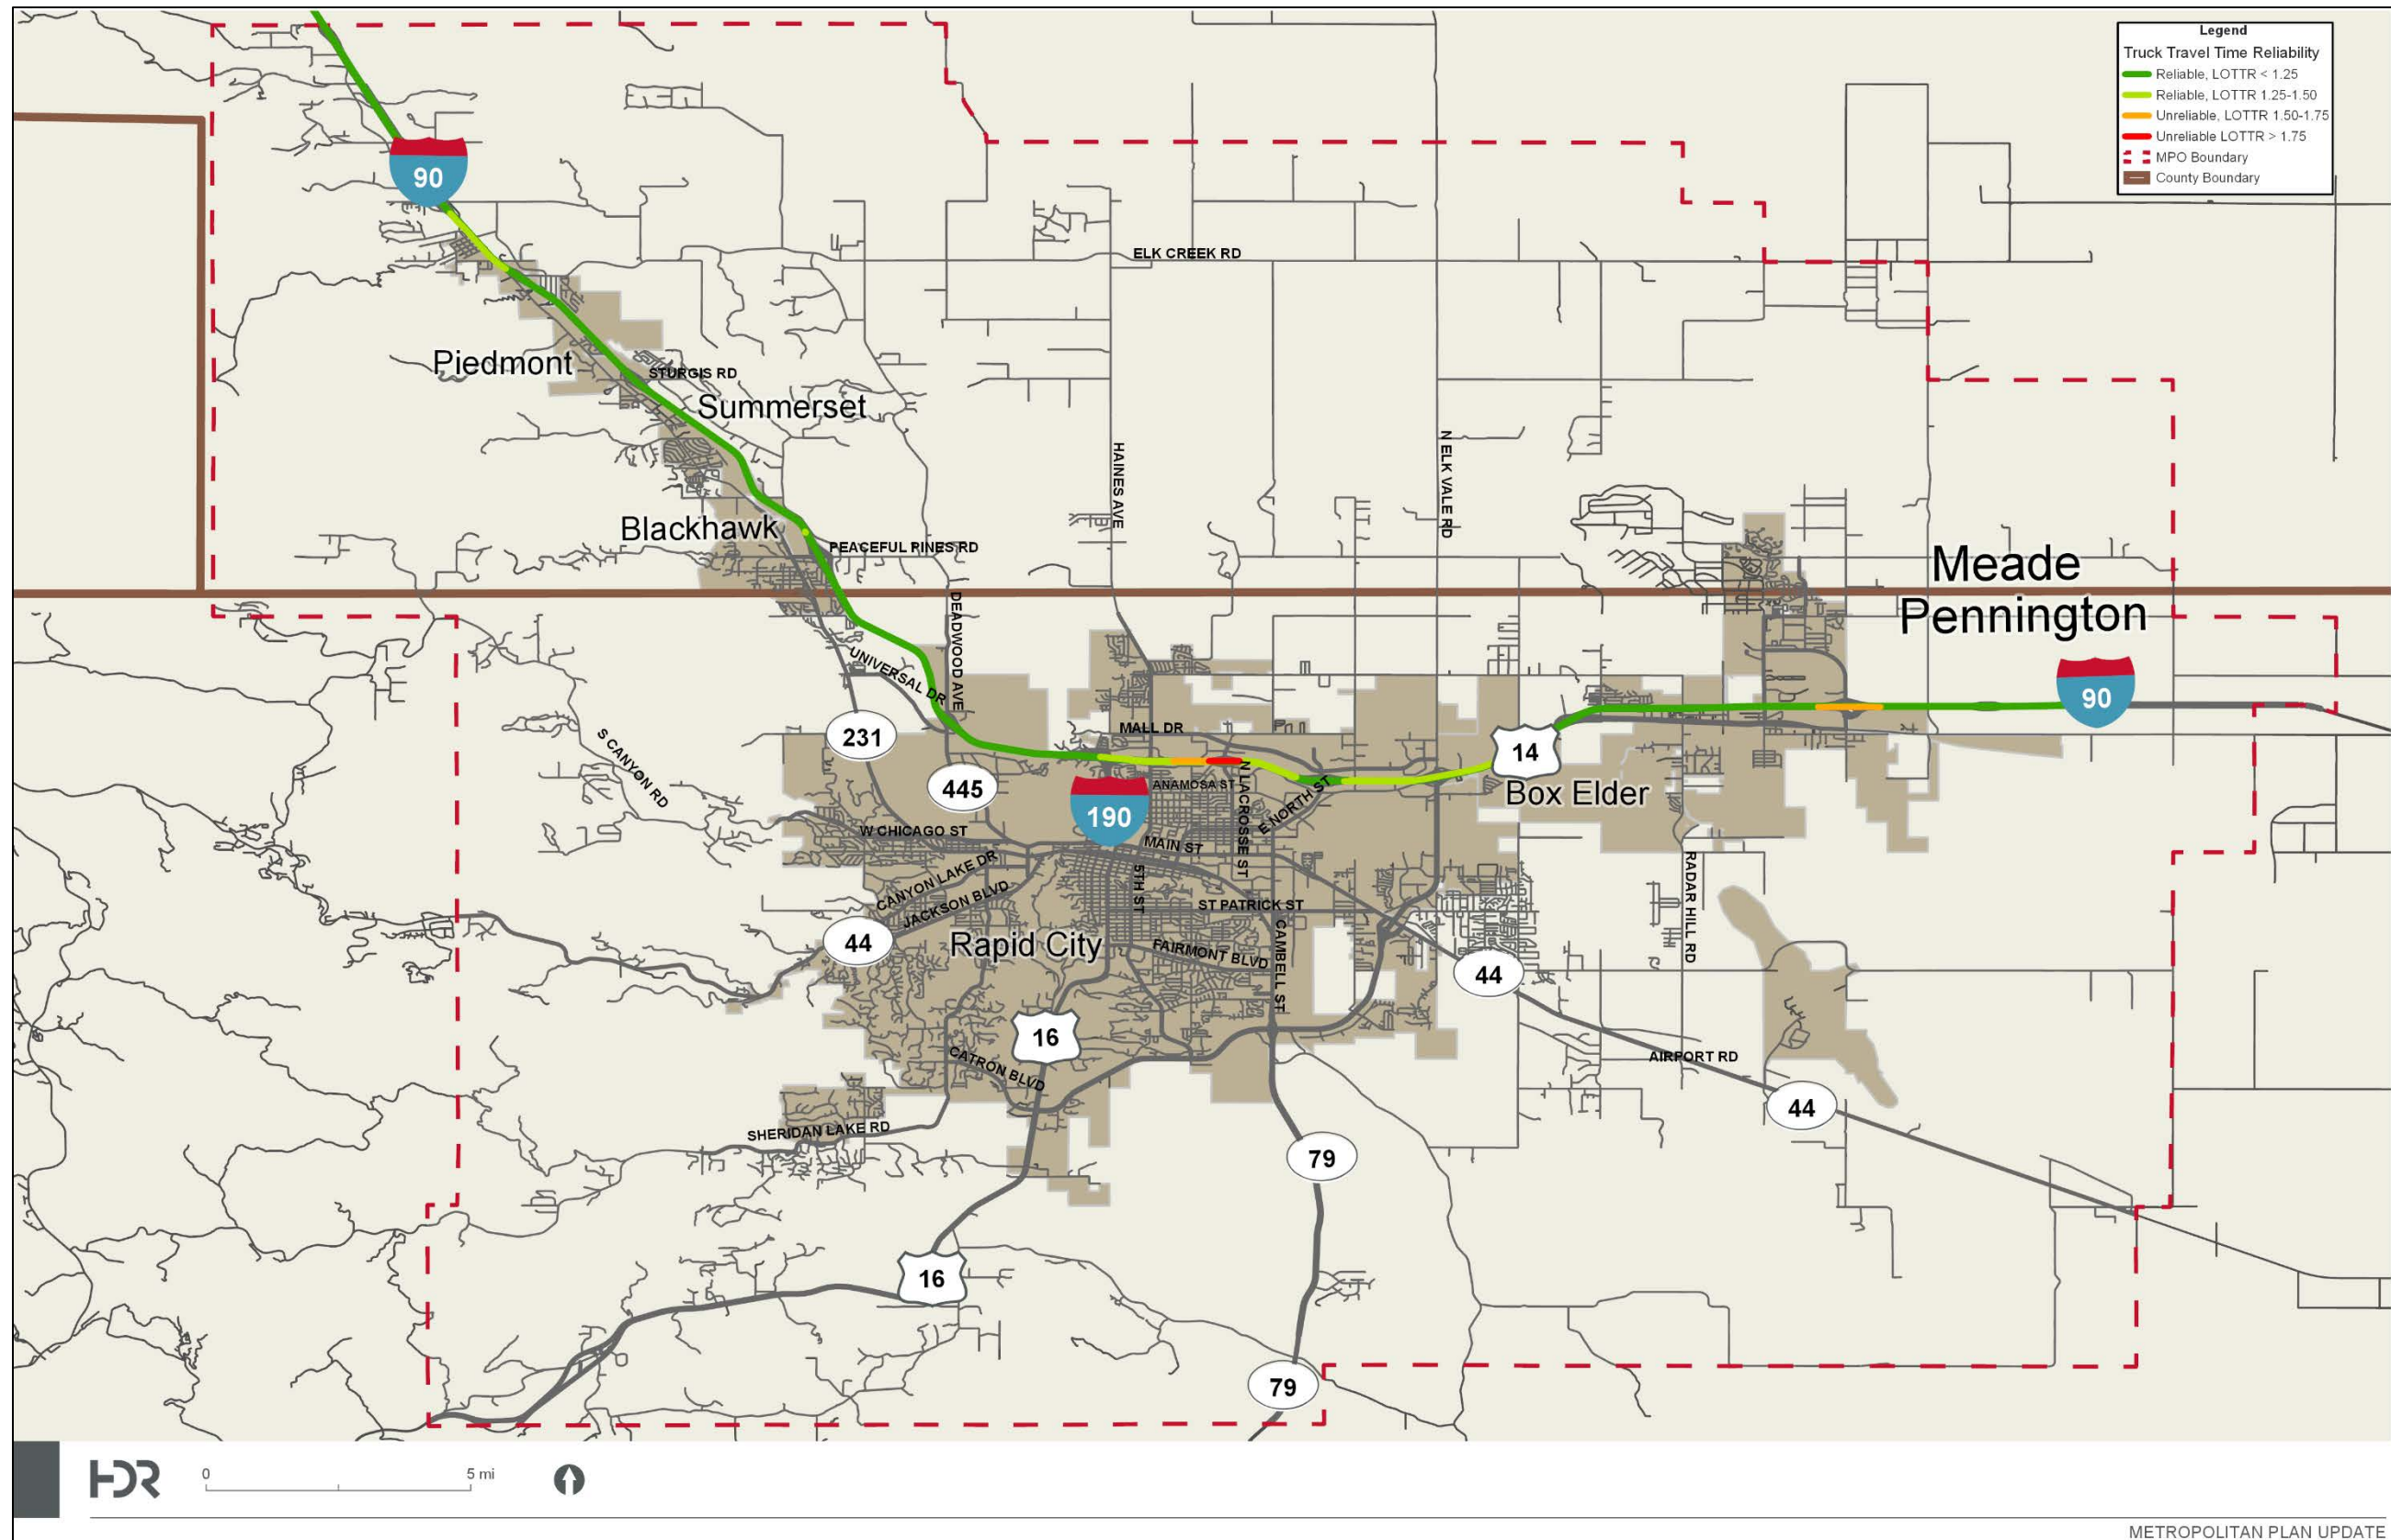 Legend
Truck Travel Time Reliability
Reliable, LOTTR < 1.25
Reliable, LOTTR 1.25-1.50
Unreliable, LOTTR 1.50-1.75
Unreliable LOTTR > 1.75
MPO Boundary
County Boundary
90
ELK CREEK RD
Piedmont
STURGIS RD
Summerset
HAINES AVE
N ELK VALE RD
Blackhawk
PEACEFUL PINES RD
Meade
Pennington
DEADWOOD AVE
UNIVERSAL DR
90
231
MALL DR
14
S CANYON RD
445
ANAMOSA ST
N LACROSSE ST
E NORTH ST
Box Elder
190
W CHICAGO ST
MAIN ST
CANYON LAKE DR
JACKSON BLVD
5TH ST
ST PATRICK ST
RADAR HILL RD
44
Rapid City
FAIRMONT BLVD
CAMBELL ST
44
16
CATRON BLVD
AIRPORT RD
44
SHERIDAN LAKE RD
79
16
79
HDR
0 5 mi
METROPOLITAN PLAN UPDATE